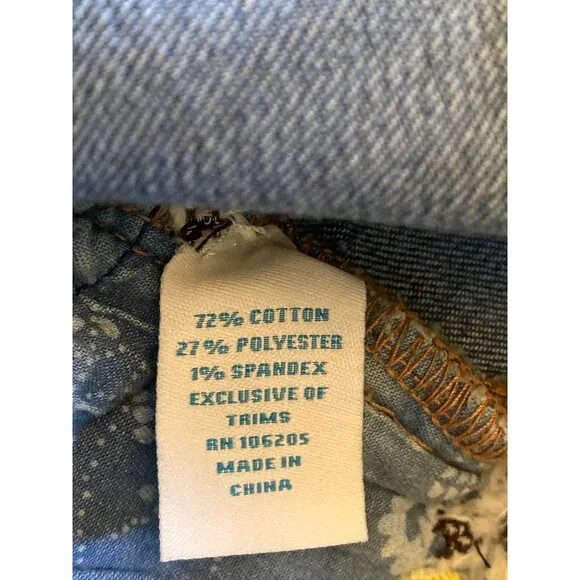 72% COTTON
27% POLYESTER
1% SPANDEX
EXCLUSIVE OF
TRIMS
RN 106205
MADE IN
CHINA